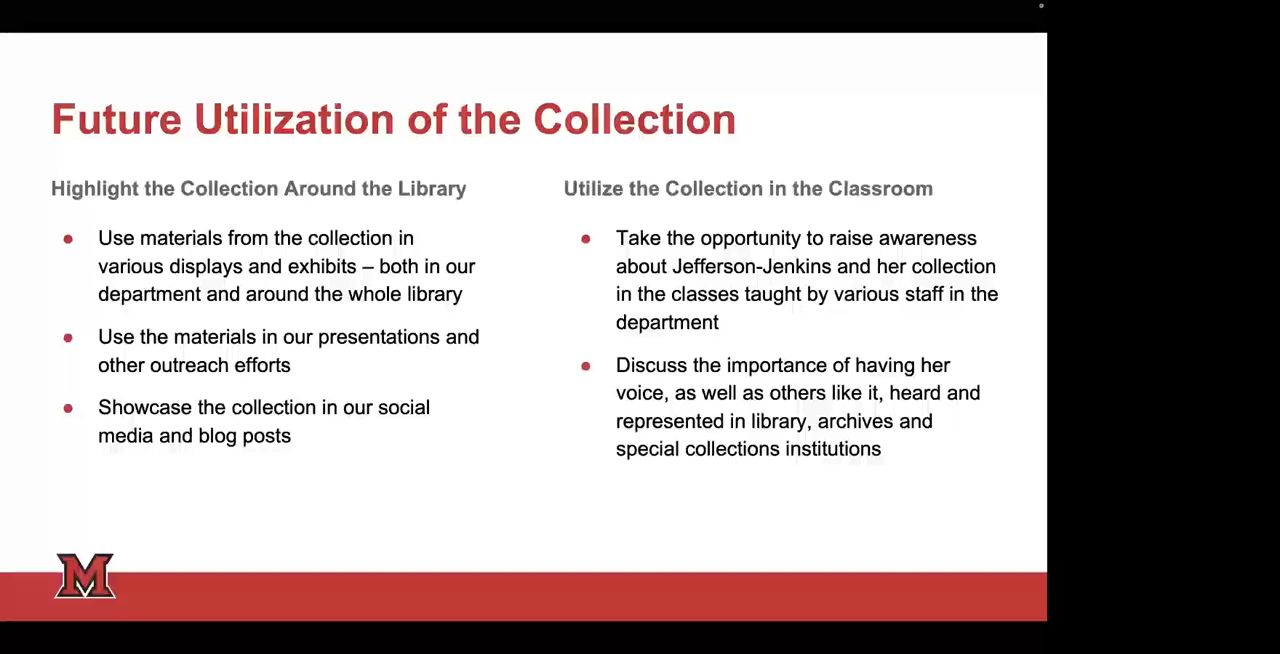 Future Utilization of the Collection
Highlight the Collection Around the Library
Use materials from the collection in
various displays and exhibits – both in our
department and around the whole library
Use the materials in our presentations and
other outreach efforts
Showcase the collection in our social
media and blog posts
Utilize the Collection in the Classroom
Take the opportunity to raise awareness
about Jefferson-Jenkins and her collection
in the classes taught by various staff in the
department
Discuss the importance of having her
voice, as well as others like it, heard and
represented in library, archives and
special collections institutions
M